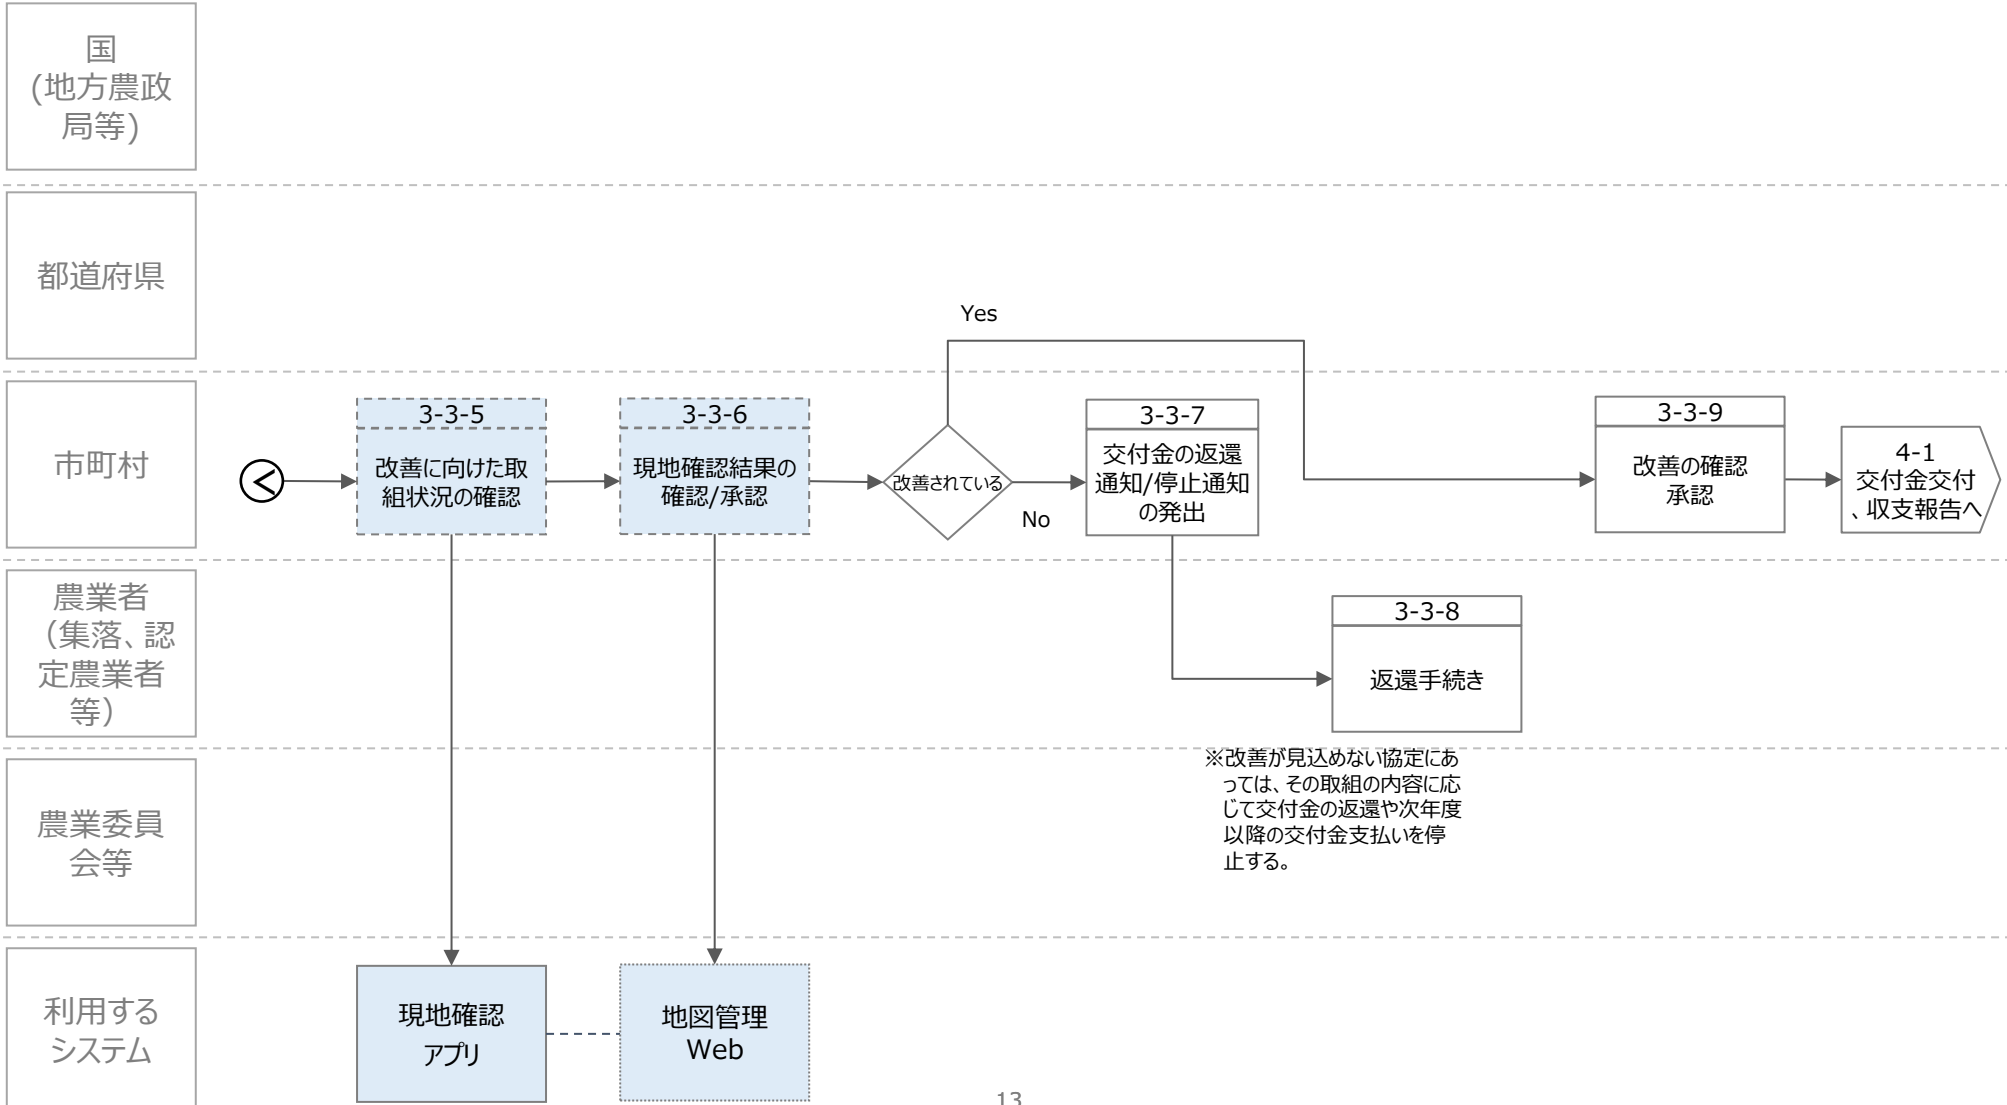 国
(地方農政
局等)
都道府県
Yes
市町村
<
3-3-5
改善に向けた取
組状況の確認
3-3-6
現地確認結果の
確認/承認
改善されている
No
3-3-7
交付金の返還
通知/停止通知
の発出
3-3-9
改善の確認
承認
4-1
交付金交付
、収支報告へ
農業者
（集落、認
定農業者
等）
3-3-8
返還手続き
※改善が見込めない協定にあ
っては、その取組の内容に応
じて交付金の返還や次年度
以降の交付金支払いを停
止する。
農業委員
会等
利用する
システム
現地確認
アプリ
地図管理
Web
13